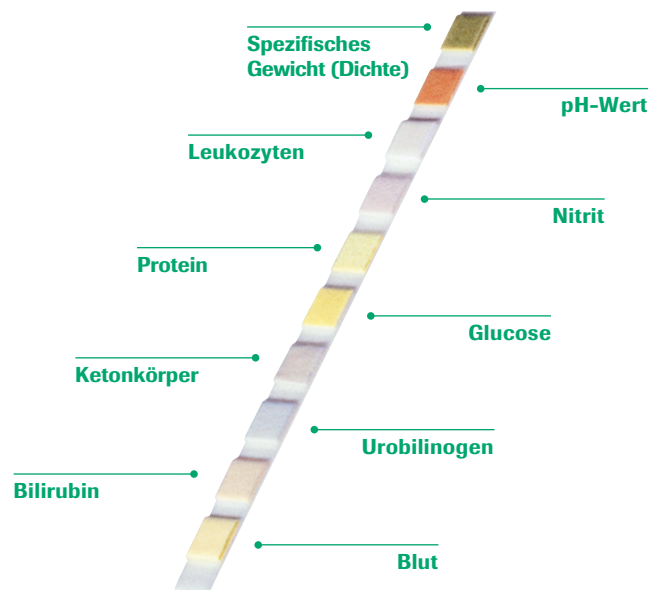 Spezifisches
Gewicht (Dichte)
pH-Wert
Leukozyten
Nitrit
Protein
Glucose
Ketonkörper
Urobilinogen
Bilirubin
Blut